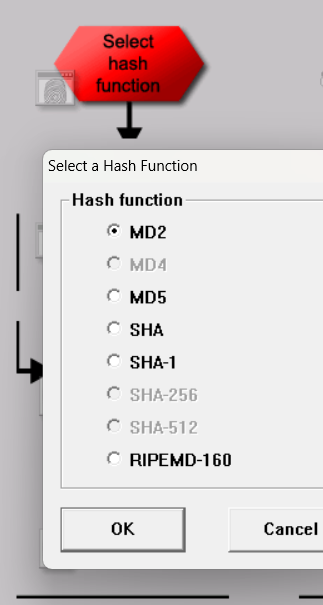 Select
hash
function
Select a Hash Function
Hash function
MD2
MD4
MD5
SHA
SHA-1
SHA-256
SHA-512
RIPEMD-160
OK
Cancel